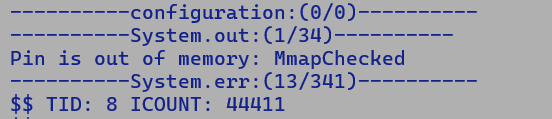 ----------configuration:(0/0)----------
----------System.out:(1/34)----------
Pin is out of memory: MmapChecked
----------System.err:(13/341)----------
$$ TID: 8 ICOUNT: 44411